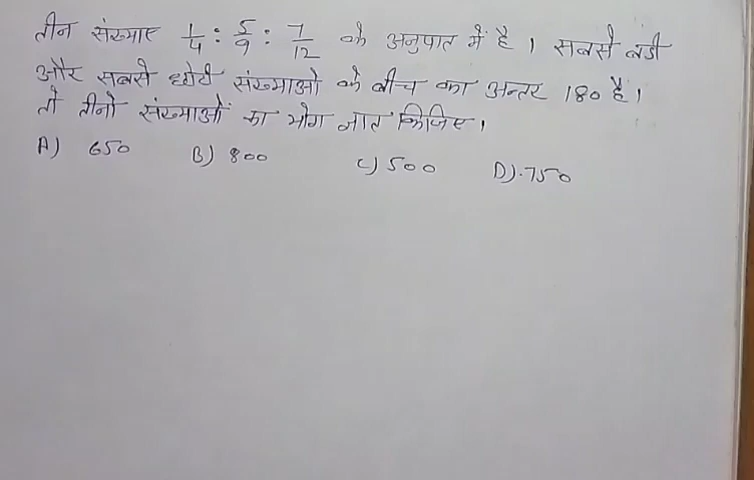 तीन संख्याए 1/4 : 5/9 : 7/12 के अनुपात में है। सबसे बडी
और सबसे छोटी संख्याओ के बीच का अन्तर 180 है।
तो तीनो संख्याओं का योग ज्ञात किजिए।
A) 650 B) 800 C) 500 D) 750